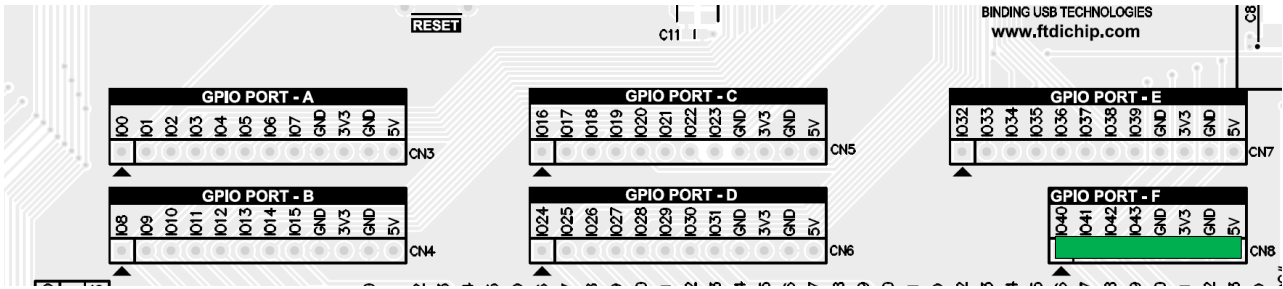 BINDING USB TECHNOLOGIES
www.ftdichip.com
RESET
C11
C8
GPIO PORT - A
IO0 IO1 IO2 IO3 IO4 IO5 IO6 IO7 GND 3V3 GND 5V
CN3
GPIO PORT - C
IO16 IO17 IO18 IO19 IO20 IO21 IO22 IO23 GND 3V3 GND 5V
CN5
GPIO PORT - E
IO32 IO33 IO34 IO35 IO36 IO37 IO38 IO39 GND 3V3 GND 5V
CN7
GPIO PORT - B
IO8 IO9 IO10 IO11 IO12 IO13 IO14 IO15 GND 3V3 GND 5V
CN4
GPIO PORT - D
IO24 IO25 IO26 IO27 IO28 IO29 IO30 IO31 GND 3V3 GND 5V
CN6
GPIO PORT - F
IO40 IO41 IO42 IO43 GND 3V3 GND 5V
CN8